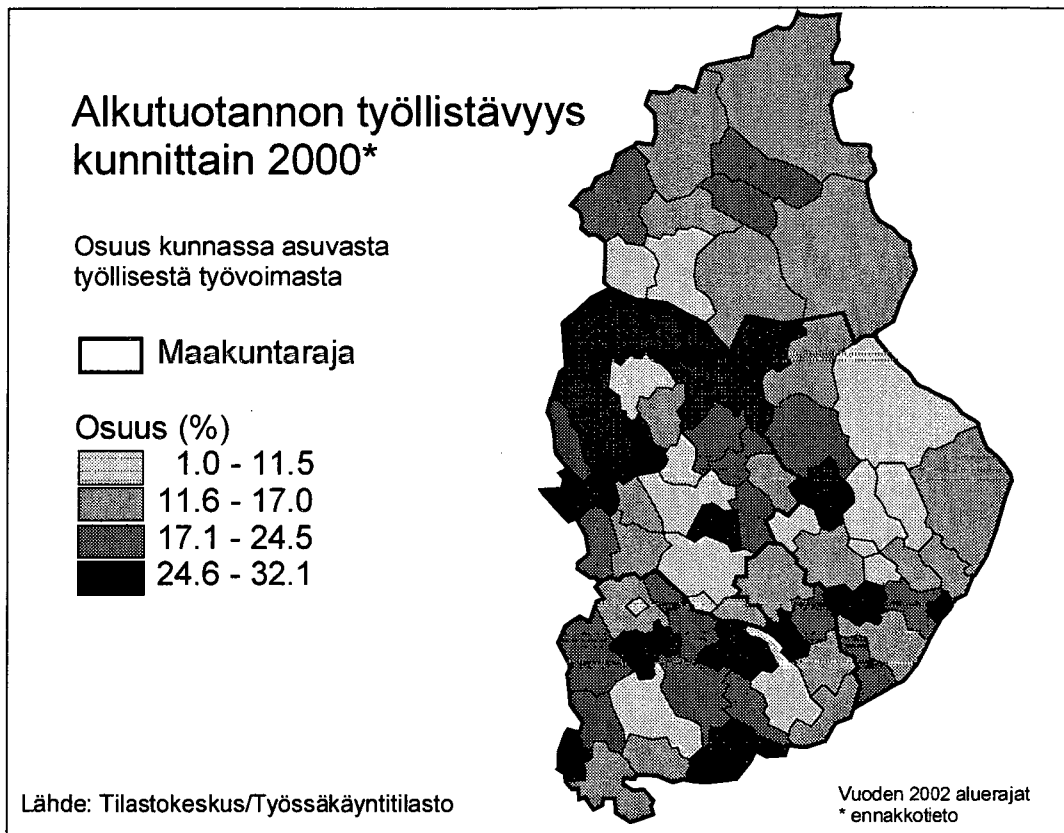 Alkutuotannon työllistävyys
kunnittain 2000*
Osuus kunnassa asuvasta
työllisestä työvoimasta
Maakuntaraja
Osuus (%)
1.0 - 11.5
11.6 - 17.0
17.1 - 24.5
24.6 - 32.1
Lähde: Tilastokeskus/Työssäkäyntitilasto
Vuoden 2002 aluerajat
* ennakkotieto